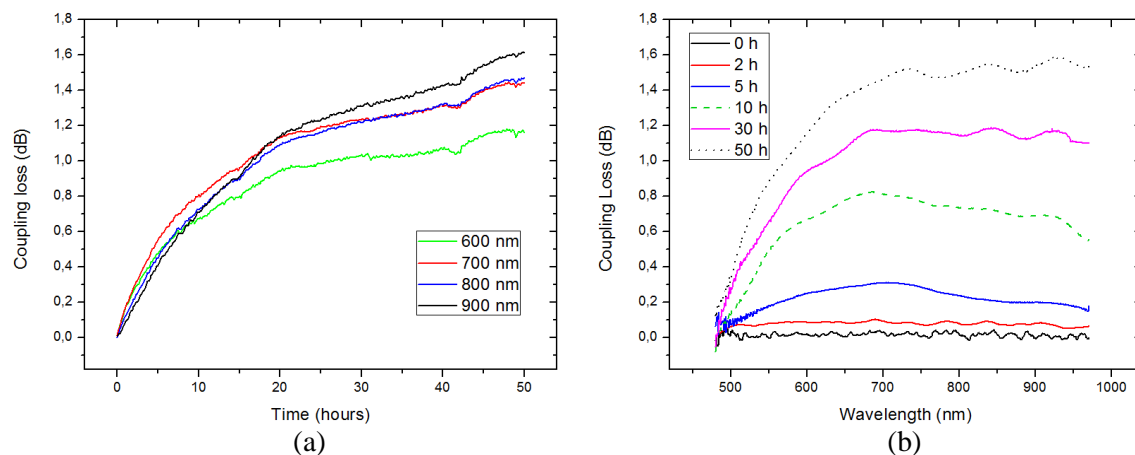 1,8
1,6
1,4
1,2
1,0
0,8
0,6
0,4
0,2
0,0
Coupling loss (dB)
600 nm
700 nm
800 nm
900 nm
0 10 20 30 40 50
Time (hours)
(a)
1,8
1,6
1,4
1,2
1,0
0,8
0,6
0,4
0,2
0,0
Coupling Loss (dB)
0 h
2 h
5 h
10 h
30 h
50 h
500 600 700 800 900 1000
Wavelength (nm)
(b)